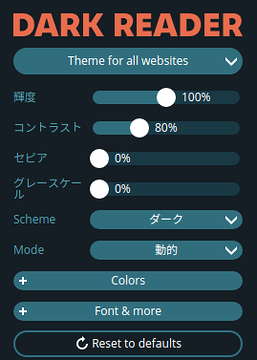 DARK READER
Theme for all websites
輝度 100%
コントラスト 80%
セピア 0%
グレースケー
ル 0%
Scheme ダーク
Mode 動的
+ Colors
+ Font & more
Reset to defaults